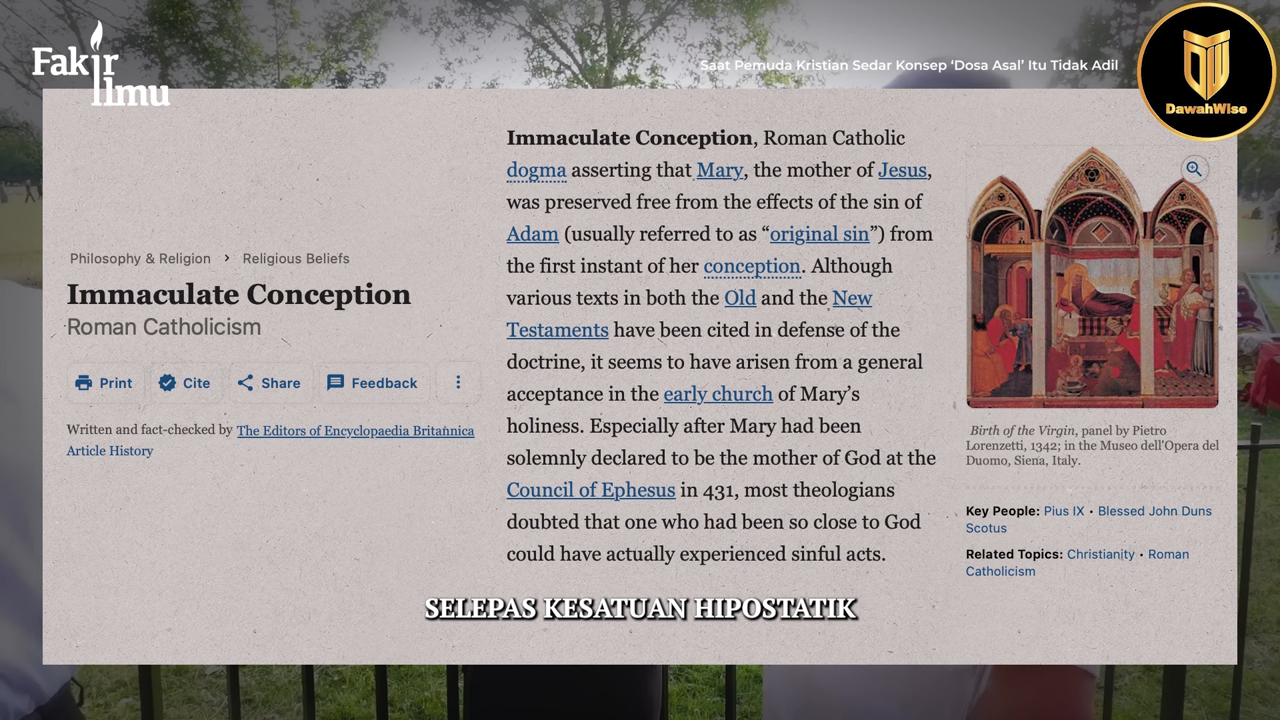 Fakir
Ilmu
Saat Pemuda Kristian Sedar Konsep ‘Dosa Asal’ Itu Tidak Adil
DawahWise
Philosophy & Religion > Religious Beliefs
Immaculate Conception
Roman Catholicism
Print Cite Share Feedback
Written and fact-checked by The Editors of Encyclopaedia Britannica
Article History
Immaculate Conception, Roman Catholic
dogma asserting that Mary, the mother of Jesus,
was preserved free from the effects of the sin of
Adam (usually referred to as “original sin”) from
the first instant of her conception. Although
various texts in both the Old and the New
Testaments have been cited in defense of the
doctrine, it seems to have arisen from a general
acceptance in the early church of Mary’s
holiness. Especially after Mary had been
solemnly declared to be the mother of God at the
Council of Ephesus in 431, most theologians
doubted that one who had been so close to God
could have actually experienced sinful acts.
Birth of the Virgin, panel by Pietro
Lorenzetti, 1342; in the Museo dell'Opera del
Duomo, Siena, Italy.
Key People: Pius IX • Blessed John Duns
Scotus
Related Topics: Christianity • Roman
Catholicism
SELEPAS KESATUAN HIPOSTATIK